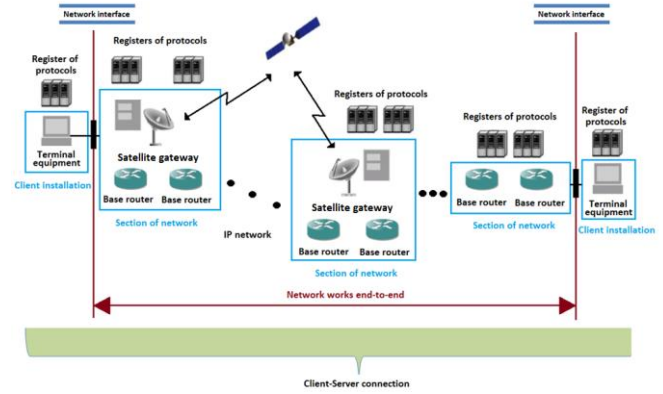 Network interface
Network interface
Registers of protocols
Register of
protocols
Registers of protocols
Registers of protocols
Register of
protocols
Terminal
equipment
Client installation
Satellite gateway
Base router
Base router
Section of network
IP network
Satellite gateway
Base router
Base router
Section of network
Base router
Base router
Section of network
Terminal
equipment
Client installation
Network works end-to-end
Client-Server connection